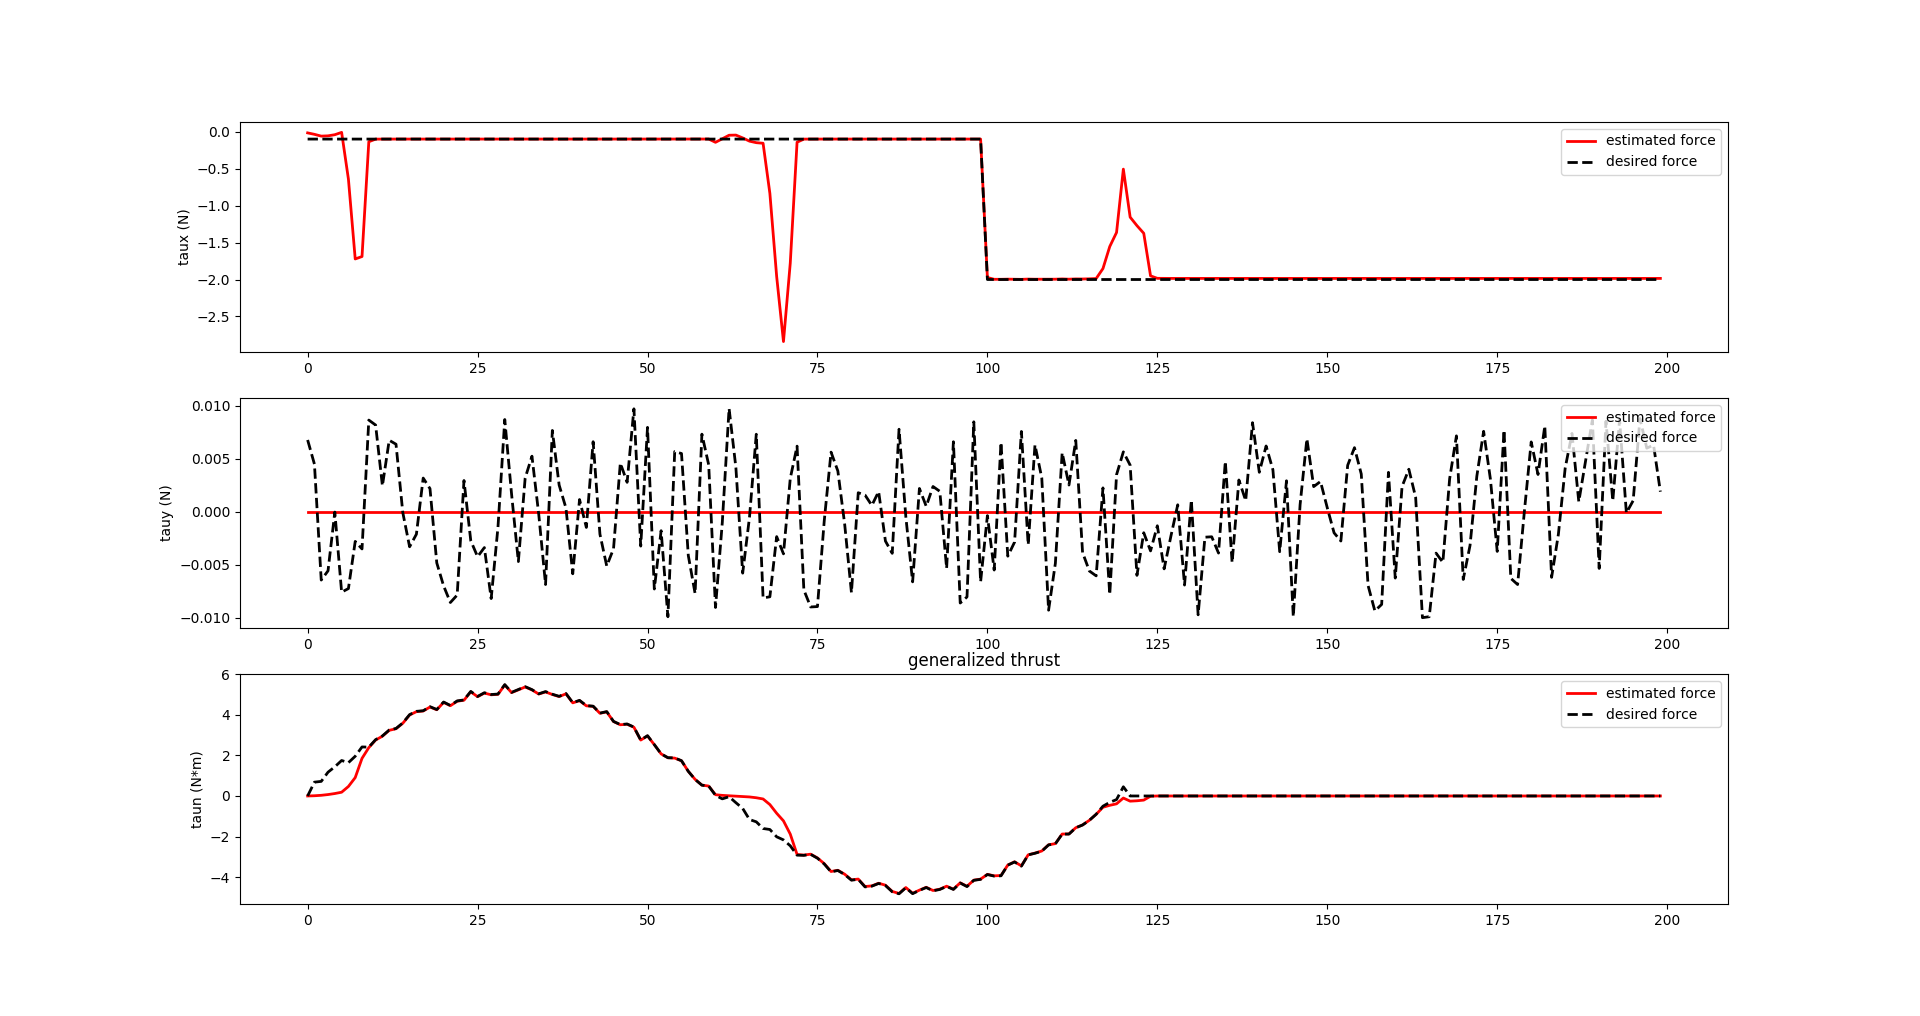 0.0
−0.5
−1.0
−1.5
−2.0
−2.5
taux (N)
estimated force
desired force
0 25 50 75 100 125 150 175 200
0.010
0.005
0.000
−0.005
−0.010
tauy (N)
estimated force
desired force
0 25 50 75 100 125 150 175 200
generalized thrust
6
4
2
0
−2
−4
taun (N*m)
estimated force
desired force
0 25 50 75 100 125 150 175 200